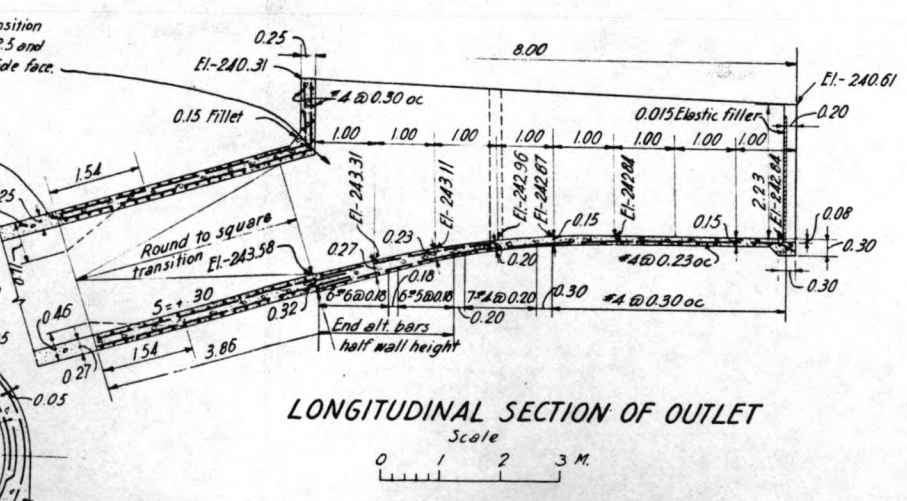 2.5 and
de face.
0.25
8.00
El.-240.31
El.-240.61
#4 @ 0.30 oc
0.15 Fillet
0.015 Elastic filler
0.20
1.00 1.00 1.00 1.00 1.00 1.00 1.00 1.00
1.54
El.-243.31
El.-243.11
El.-242.96
El.-242.87
El.-242.84
2.23
El.-242.84
Round to square
transition
El.-243.58
0.27
0.23
0.15
0.15
0.08
0.30
0.20
#4 @ 0.23 oc
0.18
S=+.30
0.32
6-#6@0.18
6-#5@0.18
7-#4@0.20
0.30
#4 @ 0.30 oc
0.30
0.20
0.46
End alt. bars
half wall height
1.54
3.86
0.27
0.05
LONGITUDINAL SECTION OF OUTLET
Scale
0 1 2 3 M.